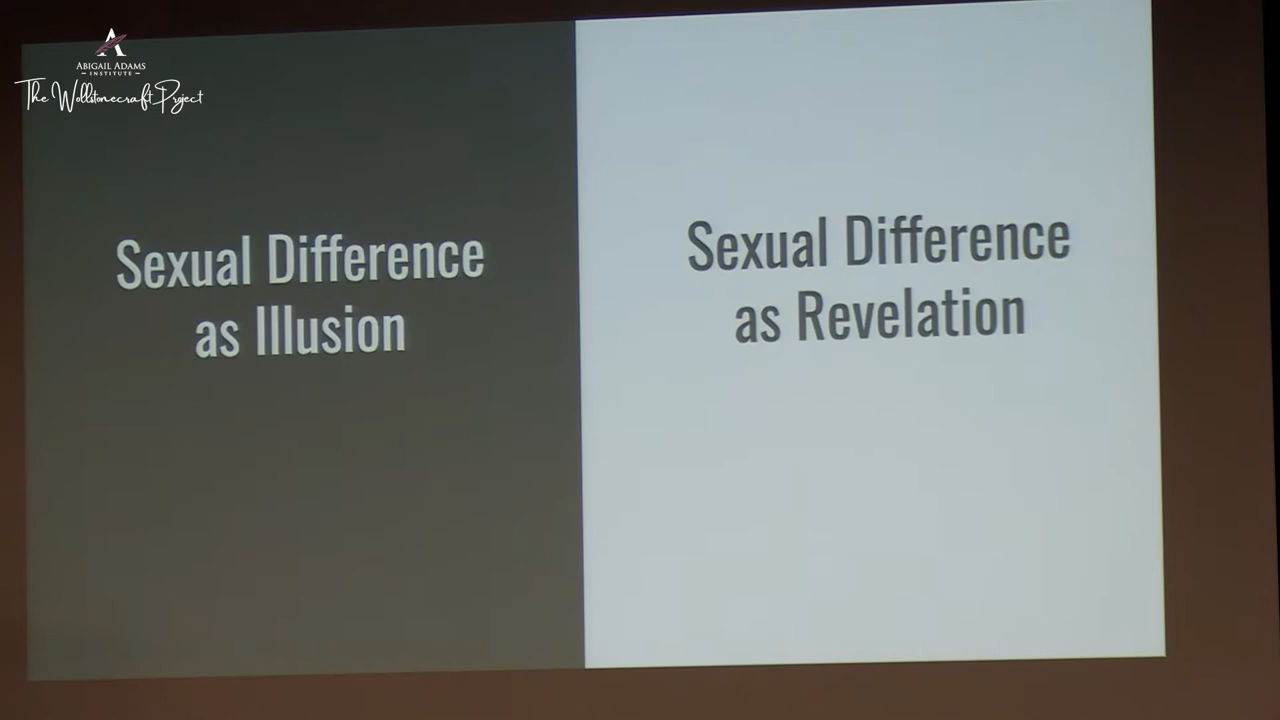 ABIGAIL ADAMS
INSTITUTE
The Wollstonecraft Project
Sexual Difference
as Illusion
Sexual Difference
as Revelation